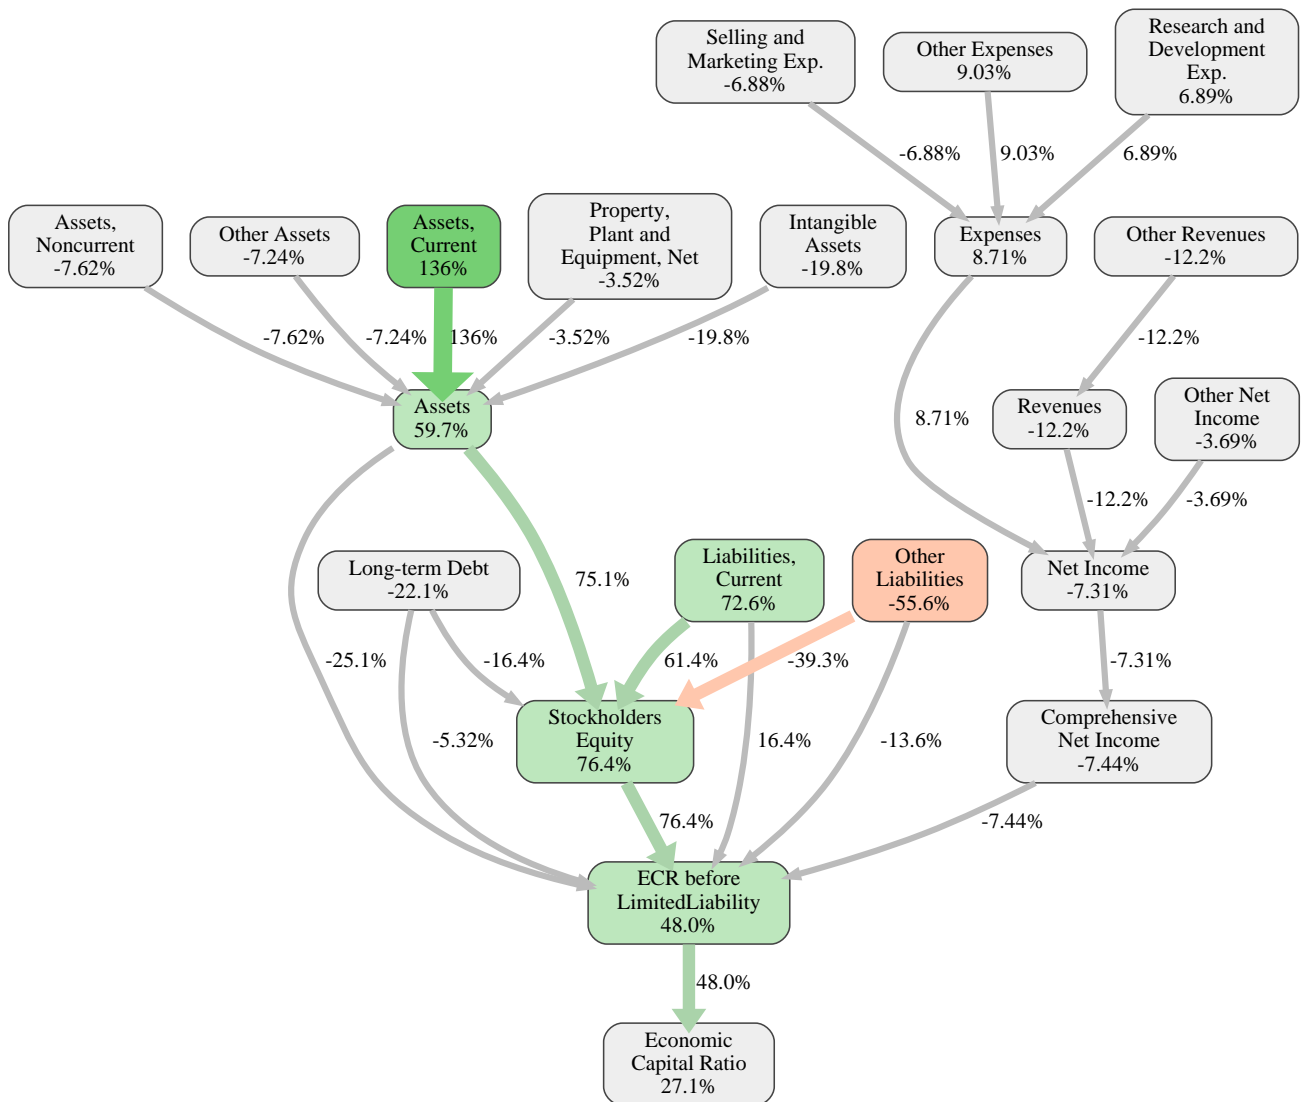 Selling and
Marketing Exp.
-6.88%
Other Expenses
9.03%
Research and
Development
Exp.
6.89%
-6.88%
9.03%
6.89%
Assets,
Noncurrent
-7.62%
Other Assets
-7.24%
Assets,
Current
136%
Property,
Plant and
Equipment, Net
-3.52%
Intangible
Assets
-19.8%
Expenses
8.71%
Other Revenues
-12.2%
-7.62%
-7.24%
136%
-3.52%
-19.8%
-12.2%
Assets
59.7%
8.71%
Revenues
-12.2%
Other Net
Income
-3.69%
-12.2%
-3.69%
Long-term Debt
-22.1%
75.1%
Liabilities,
Current
72.6%
Other
Liabilities
-55.6%
Net Income
-7.31%
-25.1%
-16.4%
61.4%
-39.3%
-7.31%
-5.32%
Stockholders
Equity
76.4%
16.4%
-13.6%
Comprehensive
Net Income
-7.44%
76.4%
-7.44%
ECR before
LimitedLiability
48.0%
48.0%
Economic
Capital Ratio
27.1%